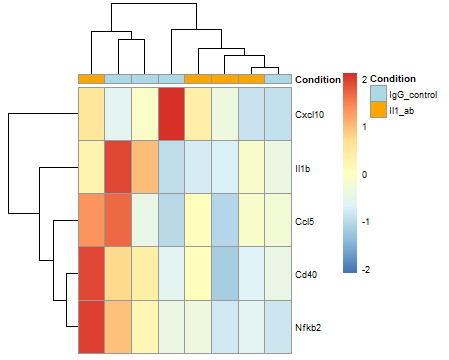 Condition
Cxcl10
Il1b
Ccl5
Cd40
Nfkb2
2
1
0
-1
-2
Condition
IgG_control
Il1_ab